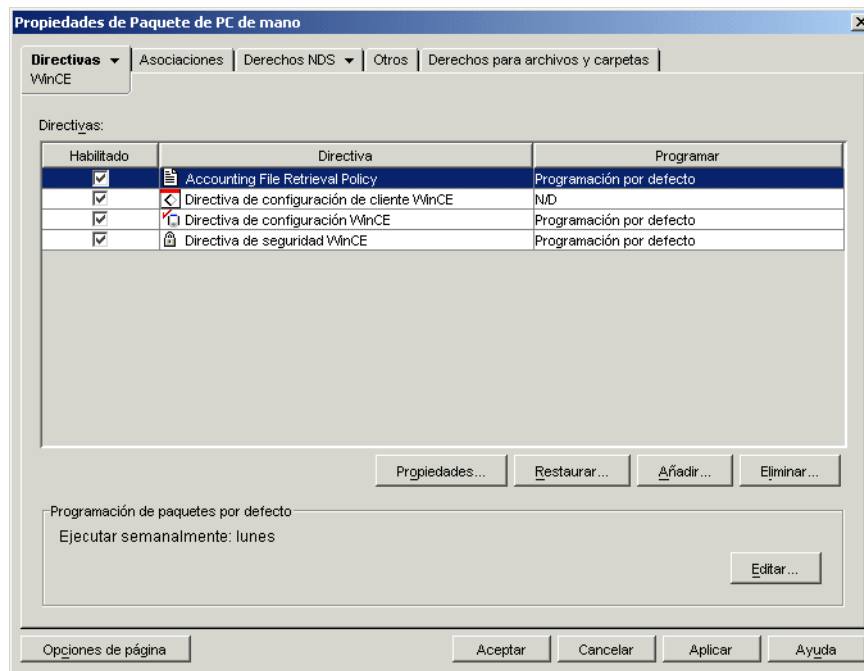 Propiedades de Paquete de PC de mano
Directivas Asociaciones Derechos NDS Otros Derechos para archivos y carpetas
WinCE
Directivas:
Habilitado Directiva Programar
Accounting File Retrieval Policy Programación por defecto
Directiva de configuración de cliente WinCE N/D
Directiva de configuración WinCE Programación por defecto
Directiva de seguridad WinCE Programación por defecto
Propiedades... Restaurar... Añadir... Eliminar...
Programación de paquetes por defecto
Ejecutar semanalmente: lunes
Editar...
Opciones de página Aceptar Cancelar Aplicar Ayuda